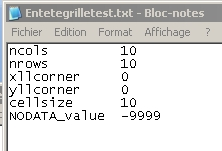 Entetegrilletest.txt - Bloc-notes
Fichier Edition Format Affichage ?
ncols 10
nrows 10
xllcorner 0
yllcorner 0
cellsize 10
NODATA_value -9999